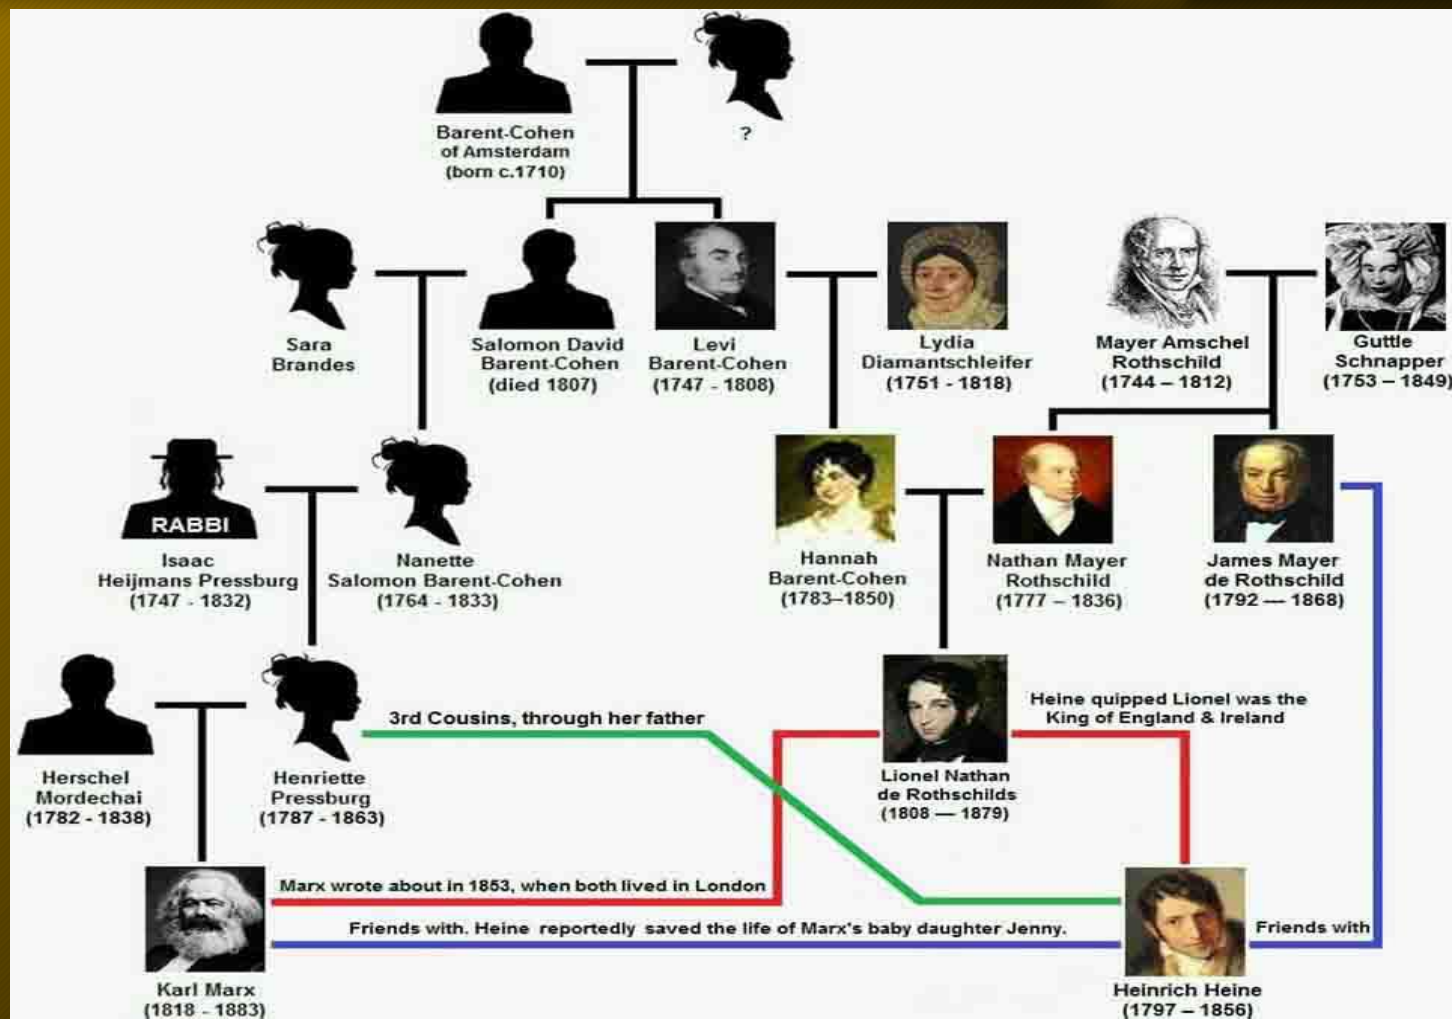 Barent-Cohen
of Amsterdam
(born c.1710)
?
Sara
Brandes
Salomon David
Barent-Cohen
(died 1807)
Levi
Barent-Cohen
(1747 - 1808)
Lydia
Diamantschleifer
(1751 - 1818)
Mayer Amschel
Rothschild
(1744 – 1812)
Guttle
Schnapper
(1753 – 1849)
RABBI
Isaac
Heijmans Pressburg
(1747 - 1832)
Nanette
Salomon Barent-Cohen
(1764 - 1833)
Hannah
Barent-Cohen
(1783–1850)
Nathan Mayer
Rothschild
(1777 – 1836)
James Mayer
de Rothschild
(1792 — 1868)
Herschel
Mordechai
(1782 - 1838)
Henriette
Pressburg
(1787 - 1863)
3rd Cousins, through her father
Lionel Nathan
de Rothschilds
(1808 — 1879)
Heine quipped Lionel was the
King of England & Ireland
Marx wrote about in 1853, when both lived in London
Friends with. Heine reportedly saved the life of Marx's baby daughter Jenny.
Friends with
Karl Marx
(1818 - 1883)
Heinrich Heine
(1797 – 1856)